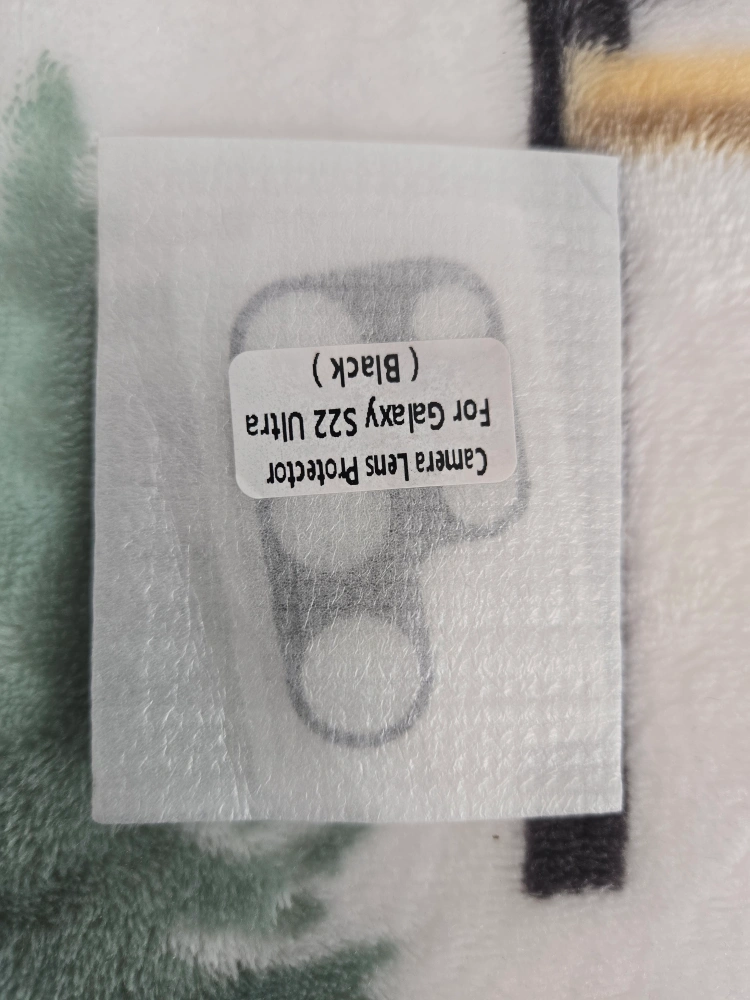 Camera Lens Protector
For Galaxy S22 Ultra
( Black )